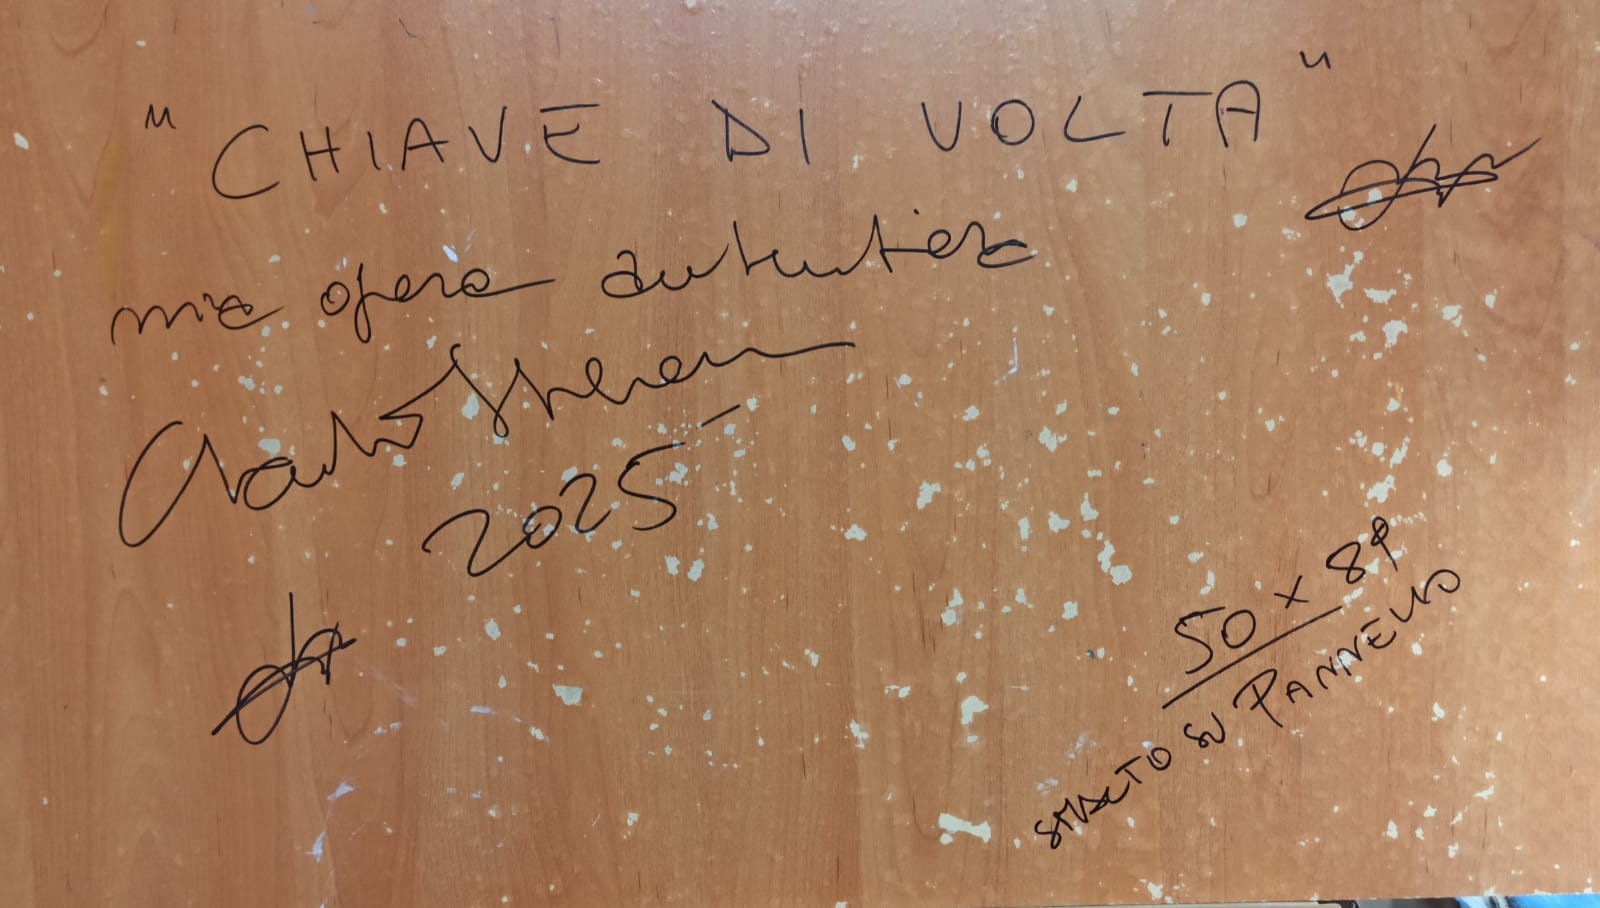 "CHIAVE DI VOLTA"
mia opera autentica
2025
50 x 89
SMALTO SU PANNELLO